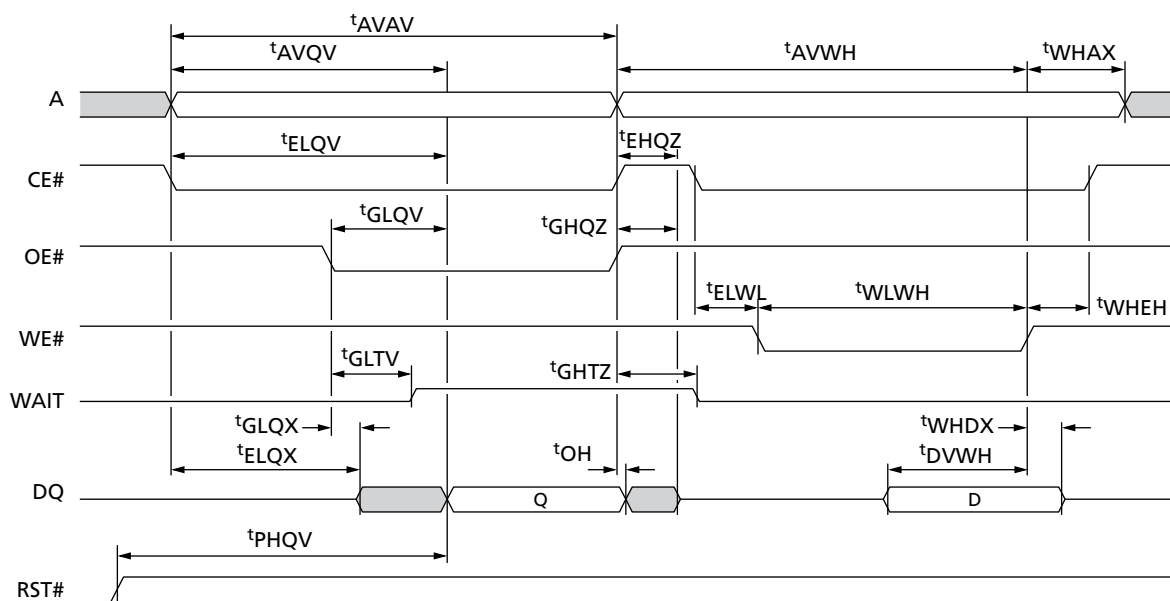 tAVAV
tAVQV
tAVWH
tWHAX
A
tELQV
tEHQZ
CE#
tGLQV
tGHQZ
OE#
tELWL
tWLWH
tWHEH
WE#
tGLTV
tGHTZ
WAIT
tGLQX
tWHDX
tELQX
tOH
tDVWH
DQ
Q
D
tPHQV
RST#